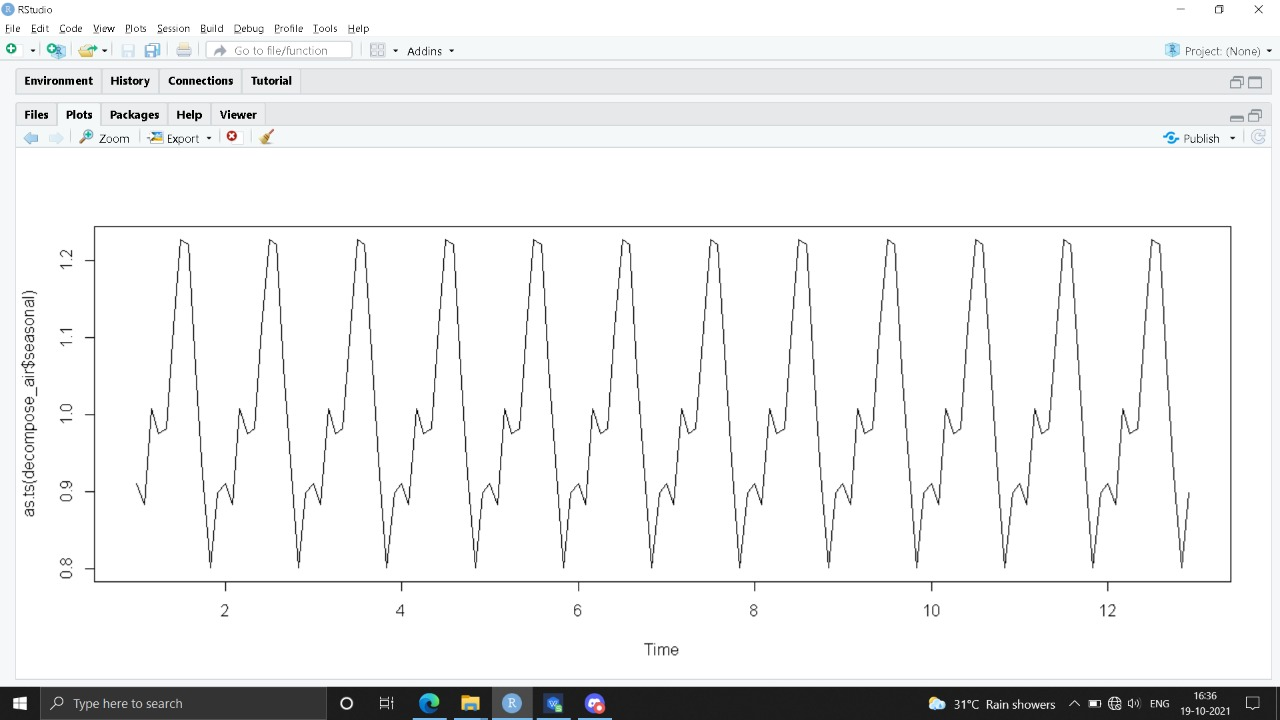 RStudio
File Edit Code View Plots Session Build Debug Profile Tools Help
Go to file/function Addins Project: (None)
Environment History Connections Tutorial
Files Plots Packages Help Viewer
Zoom Export Publish
as.ts(decompose_air$seasonal)
1.2
1.1
1.0
0.9
0.8
2 4 6 8 10 12
Time
Type here to search R 31°C Rain showers ENG 16:36
19-10-2021